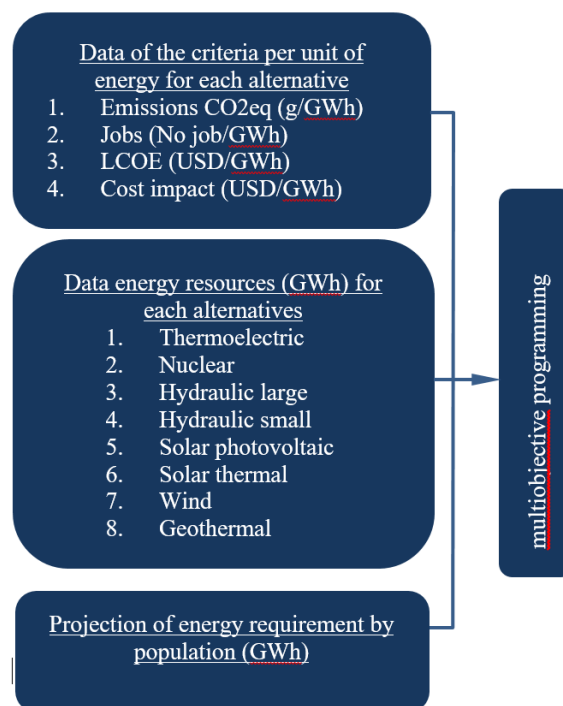 Data of the criteria per unit of
energy for each alternative
1. Emissions CO2eq (g/GWh)
2. Jobs (No job/GWh)
3. LCOE (USD/GWh)
4. Cost impact (USD/GWh)
Data energy resources (GWh) for
each alternatives
1. Thermoelectric
2. Nuclear
3. Hydraulic large
4. Hydraulic small
5. Solar photovoltaic
6. Solar thermal
7. Wind
8. Geothermal
Projection of energy requirement by
population (GWh)
multiobjective programming